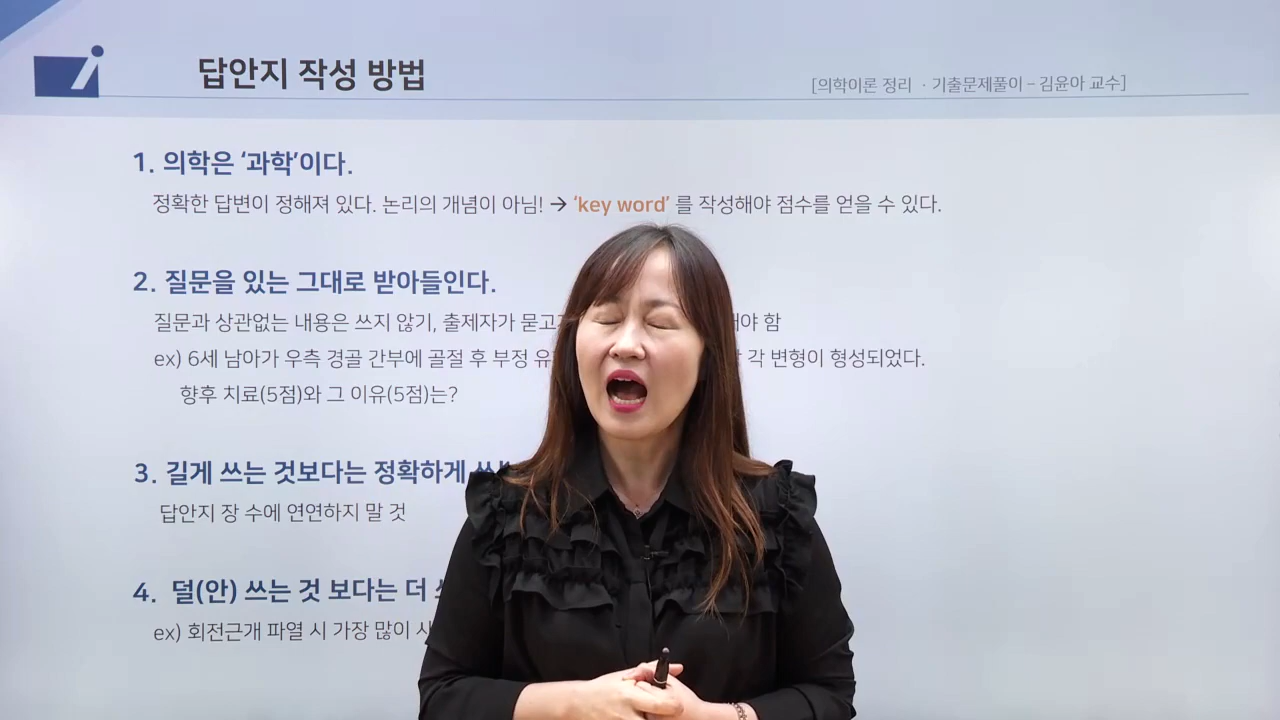 답안지 작성 방법
[의학이론 정리 · 기출문제풀이 – 김윤아 교수]
1. 의학은 ‘과학’이다.
정확한 답변이 정해져 있다. 논리의 개념이 아님! → ‘key word’ 를 작성해야 점수를 얻을 수 있다.
2. 질문을 있는 그대로 받아들인다.
질문과 상관없는 내용은 쓰지 않기, 출제자가 함
ex) 6세 남아가 우측 경골 간부에 골절 후 부정 각 변형이 형성되었다.
향후 치료(5점)와 그 이유(5점)는?
3. 길게 쓰는 것보다는 정확하게
답안지 장 수에 연연하지 말 것
4. 덜(안) 쓰는 것 보다는 더
ex) 회전근개 파열 시 가장 많이